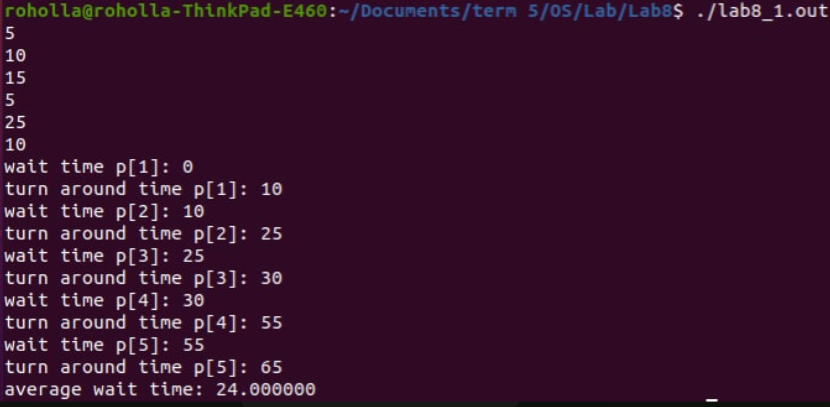 roholla@roholla-ThinkPad-E460:~/Documents/term 5/OS/Lab/Lab8$ ./lab8_1.out
5
10
15
5
25
10
wait time p[1]: 0
turn around time p[1]: 10
wait time p[2]: 10
turn around time p[2]: 25
wait time p[3]: 25
turn around time p[3]: 30
wait time p[4]: 30
turn around time p[4]: 55
wait time p[5]: 55
turn around time p[5]: 65
average wait time: 24.000000